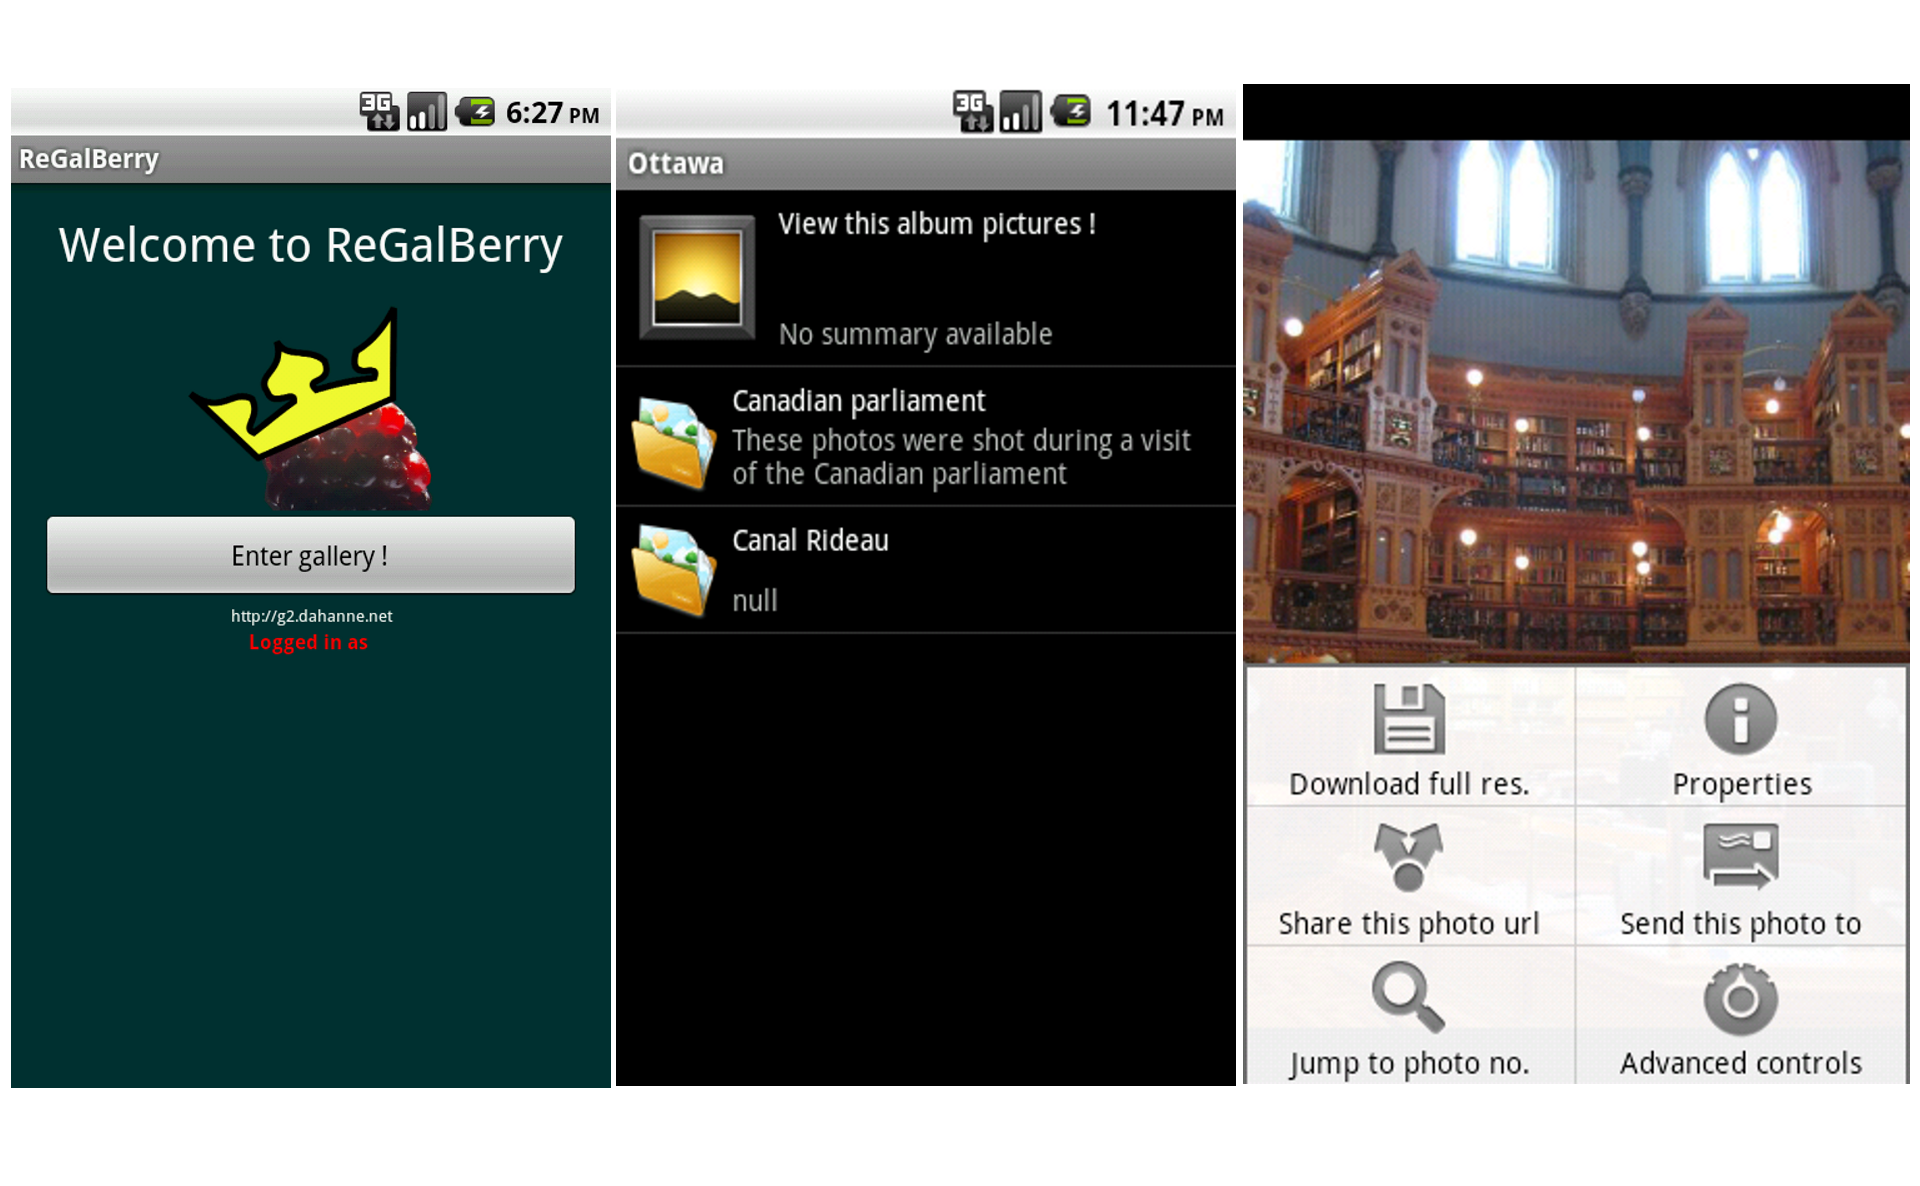 3G 6:27 PM
ReGalBerry
Welcome to ReGalBerry
Enter gallery !
http://g2.dahanne.net
Logged in as
3G 11:47 PM
Ottawa
View this album pictures !
No summary available
Canadian parliament
These photos were shot during a visit
of the Canadian parliament
Canal Rideau
null
Download full res.
Properties
Share this photo url
Send this photo to
Jump to photo no.
Advanced controls